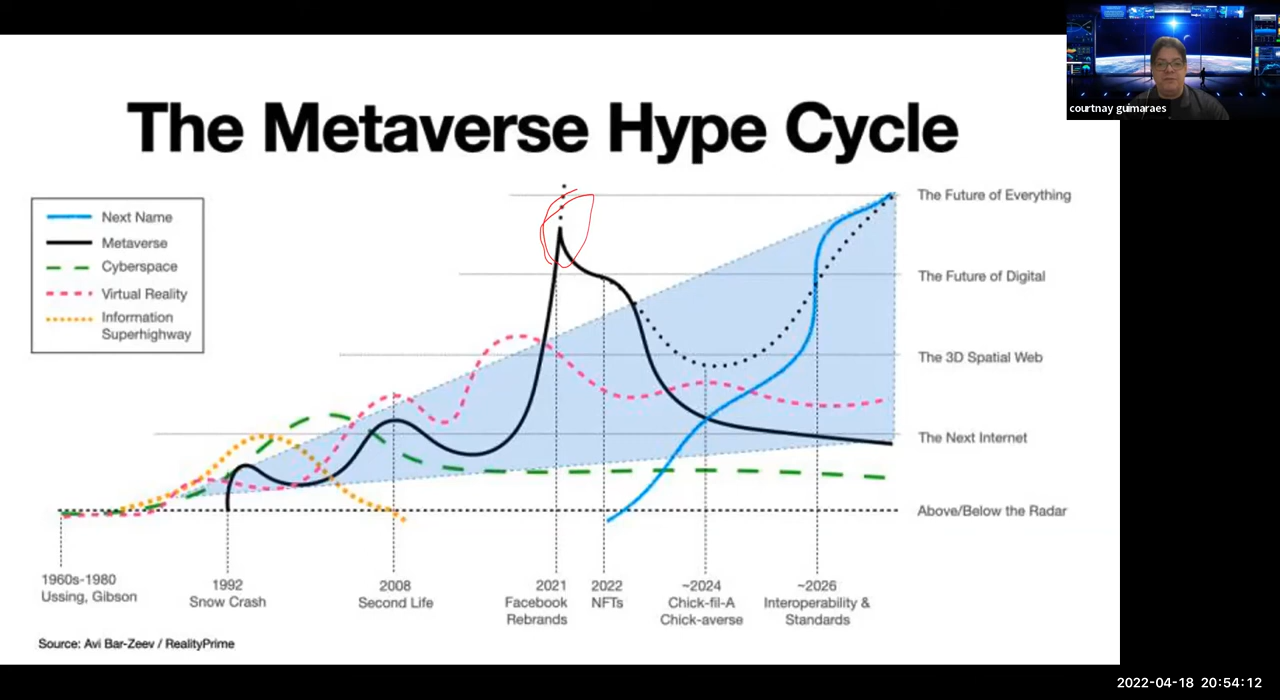 courtnay guimaraes
The Metaverse Hype Cycle
Next Name
Metaverse
Cyberspace
Virtual Reality
Information
Superhighway
The Future of Everything
The Future of Digital
The 3D Spatial Web
The Next Internet
Above/Below the Radar
1960s-1980
Ussing, Gibson
1992
Snow Crash
2008
Second Life
2021
Facebook
Rebrands
2022
NFTs
~2024
Chick-fil-A
Chick-averse
~2026
Interoperability &
Standards
Source: Avi Bar-Zeev / RealityPrime
2022-04-18 20:54:12